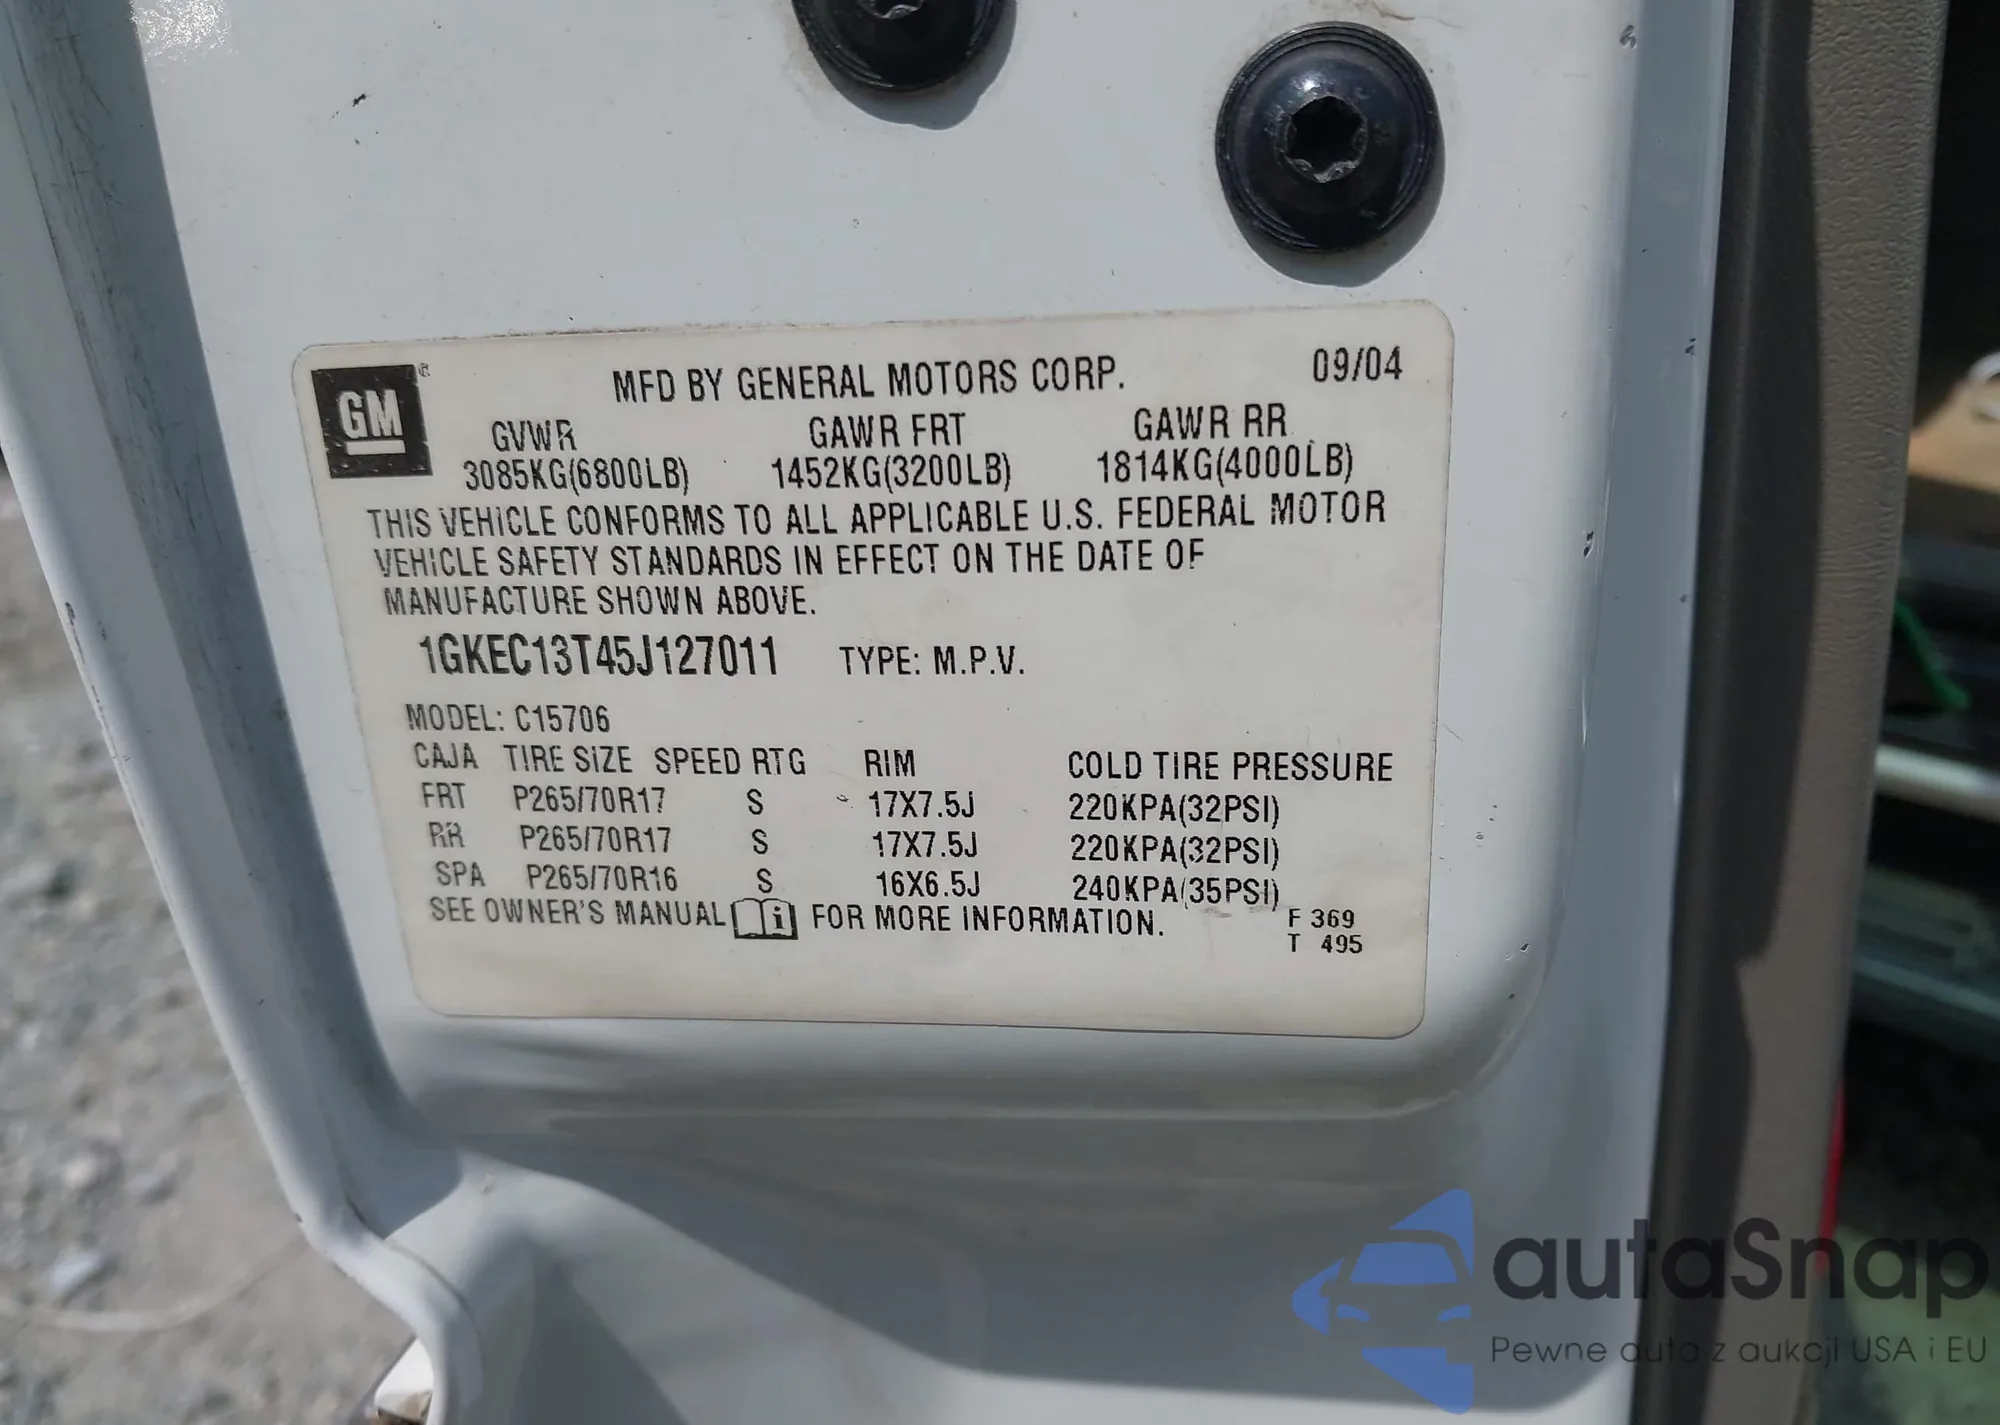 GM
MFD BY GENERAL MOTORS CORP. 09/04
GVWR GAWR FRT GAWR RR
3085KG(6800LB) 1452KG(3200LB) 1814KG(4000LB)
THIS VEHICLE CONFORMS TO ALL APPLICABLE U.S. FEDERAL MOTOR
VEHICLE SAFETY STANDARDS IN EFFECT ON THE DATE OF
MANUFACTURE SHOWN ABOVE.
1GKEC13T45J127011 TYPE: M.P.V.
MODEL: C15706
CAJA TIRE SIZE SPEED RTG RIM COLD TIRE PRESSURE
FRT P265/70R17 S 17X7.5J 220KPA(32PSI)
RR P265/70R17 S 17X7.5J 220KPA(32PSI)
SPA P265/70R16 S 16X6.5J 240KPA(35PSI)
SEE OWNER'S MANUAL i FOR MORE INFORMATION. F 369
T 495
autaSnap
Pewne auta z aukcji USA i EU